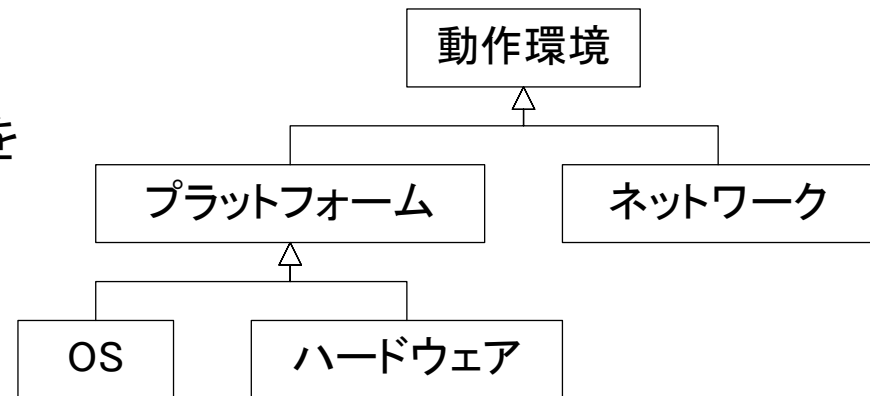 動作環境
を
プラットフォーム
ネットワーク
OS
ハードウェア